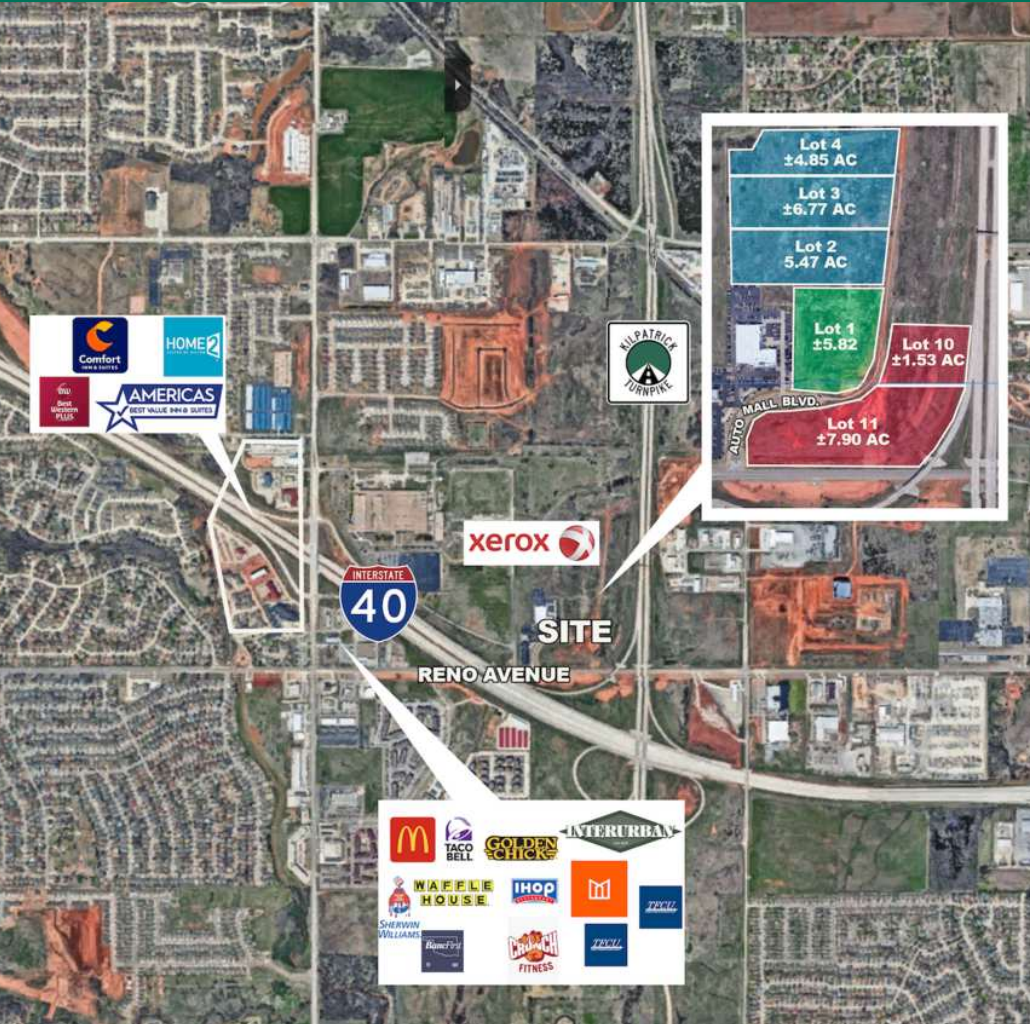 Lot 4
±4.85 AC
Lot 3
±6.77 AC
Lot 2
5.47 AC
Lot 1
±5.82
Lot 10
±1.53 AC
AUTO MALL BLVD.
Lot 11
±7.90 AC
Comfort
INN & SUITES
HOME2
Best
Western
PLUS
AMERICAS
BEST VALUE INN & SUITES
KILPATRICK
TURNPIKE
xerox
INTERSTATE
40
SITE
RENO AVENUE
TACO
BELL
GOLDEN
CHICK
INTERURBAN
WAFFLE
HOUSE
IHOP
RESTAURANT
SHERWIN
WILLIAMS
BancFirst
CRUNCH
FITNESS
TFCU
TFCU